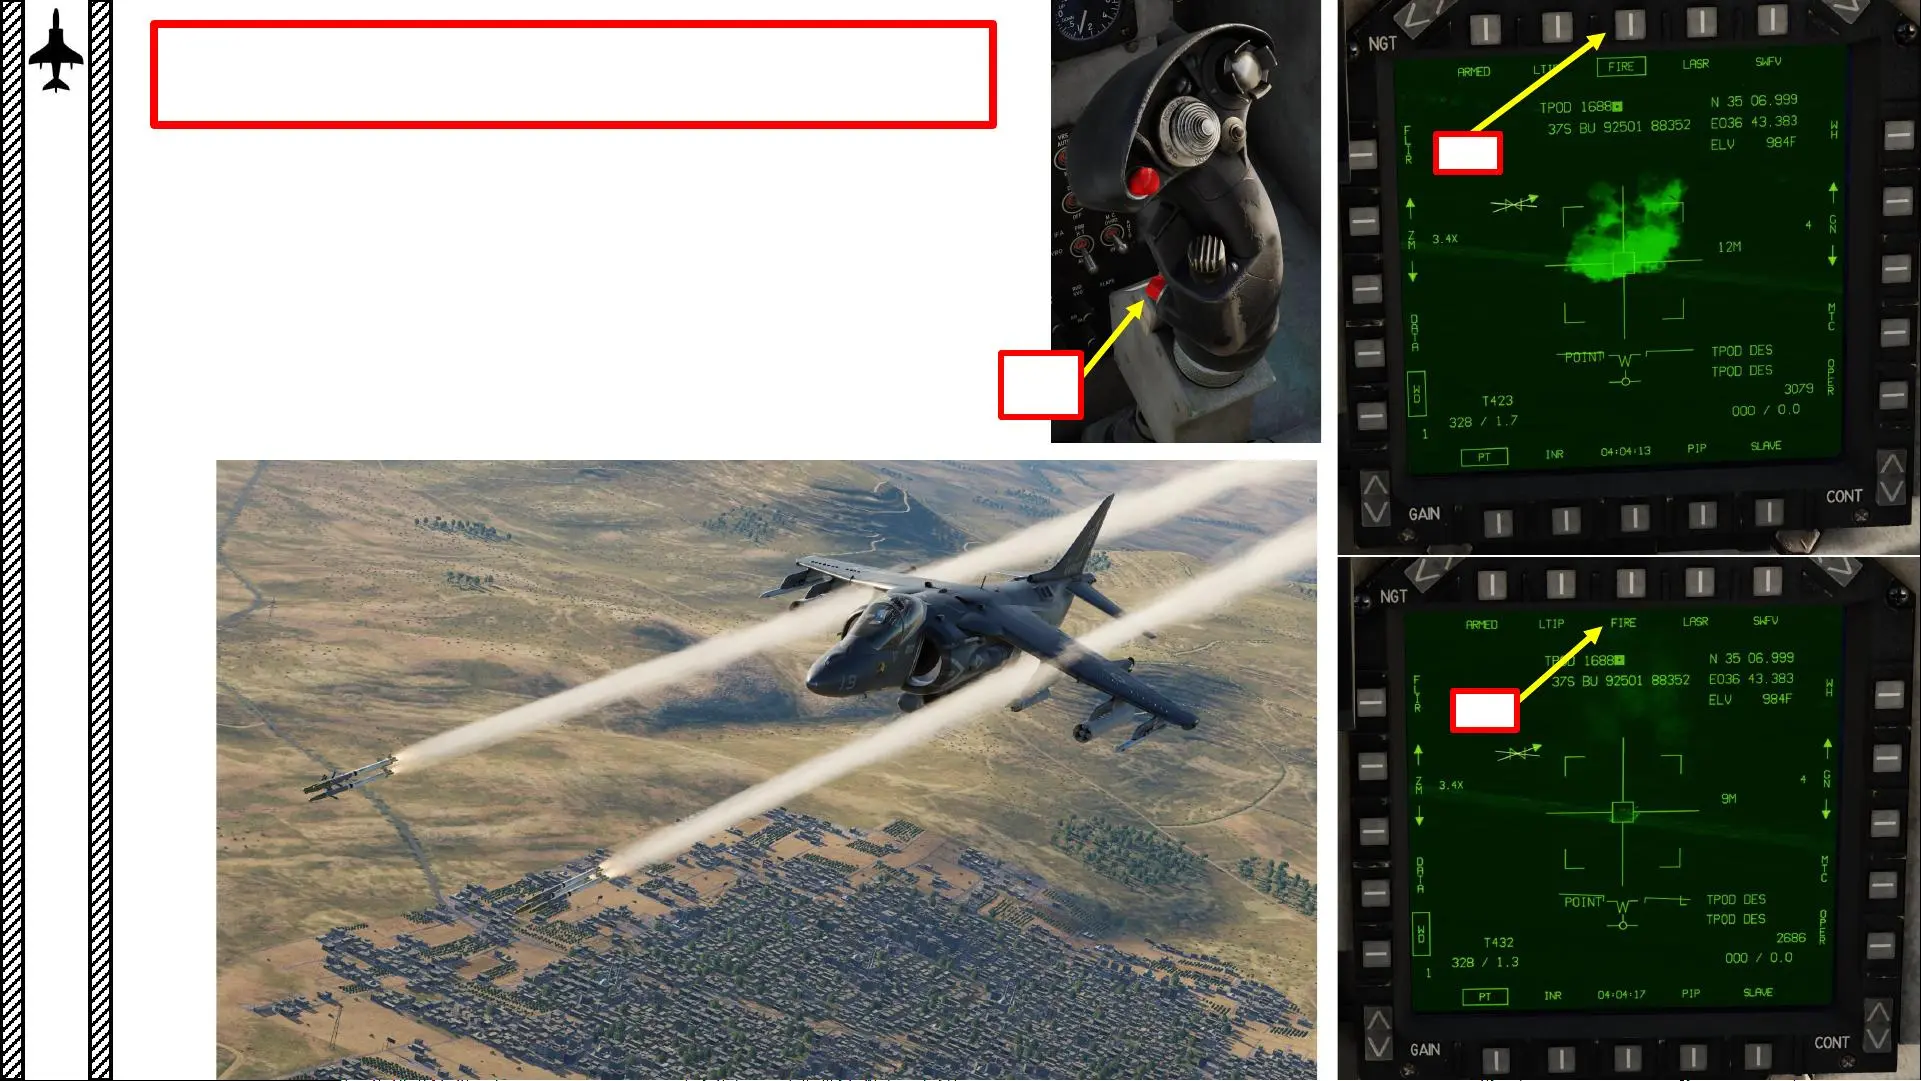 NGT
ARMED LTIP FIRE LASR SWFV
TPOD 1688
N 35 06.999
37S BU 92501 88352
E036 43.383
ELV 984F
FLIR
WH
ZM
3.4X
4
GN
12M
DATA
MTC
POINT
W
TPOD DES
TPOD DES
OPER
3079
WD
T423
000 / 0.0
328 / 1.7
1
PT INR 04:04:13 PIP SLAVE
GAIN
CONT
NGT
ARMED LTIP FIRE LASR SWFV
TPOD 1688
N 35 06.999
37S BU 92501 88352
E036 43.383
ELV 984F
FLIR
WH
ZM
3.4X
4
GN
9M
DATA
MTC
POINT
W
TPOD DES
TPOD DES
OPER
2686
WD
T432
000 / 0.0
328 / 1.3
1
PT INR 04:04:17 PIP SLAVE
GAIN
CONT
19